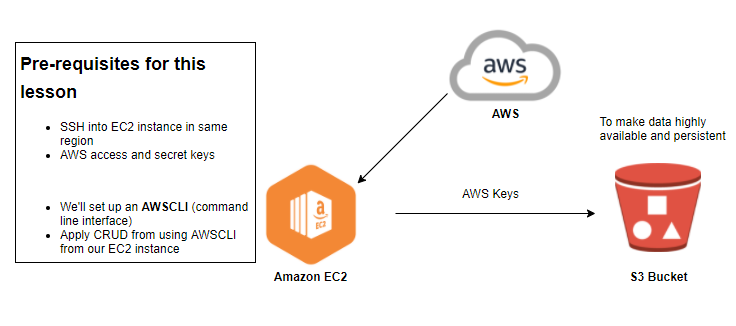 Pre-requisites for this
lesson
SSH into EC2 instance in same
region
AWS access and secret keys
We'll set up an AWSCLI (command
line interface)
Apply CRUD from using AWSCLI
from our EC2 instance
aws
AWS
To make data highly
available and persistent
AWS Keys
a
EC2
Amazon EC2
S3 Bucket